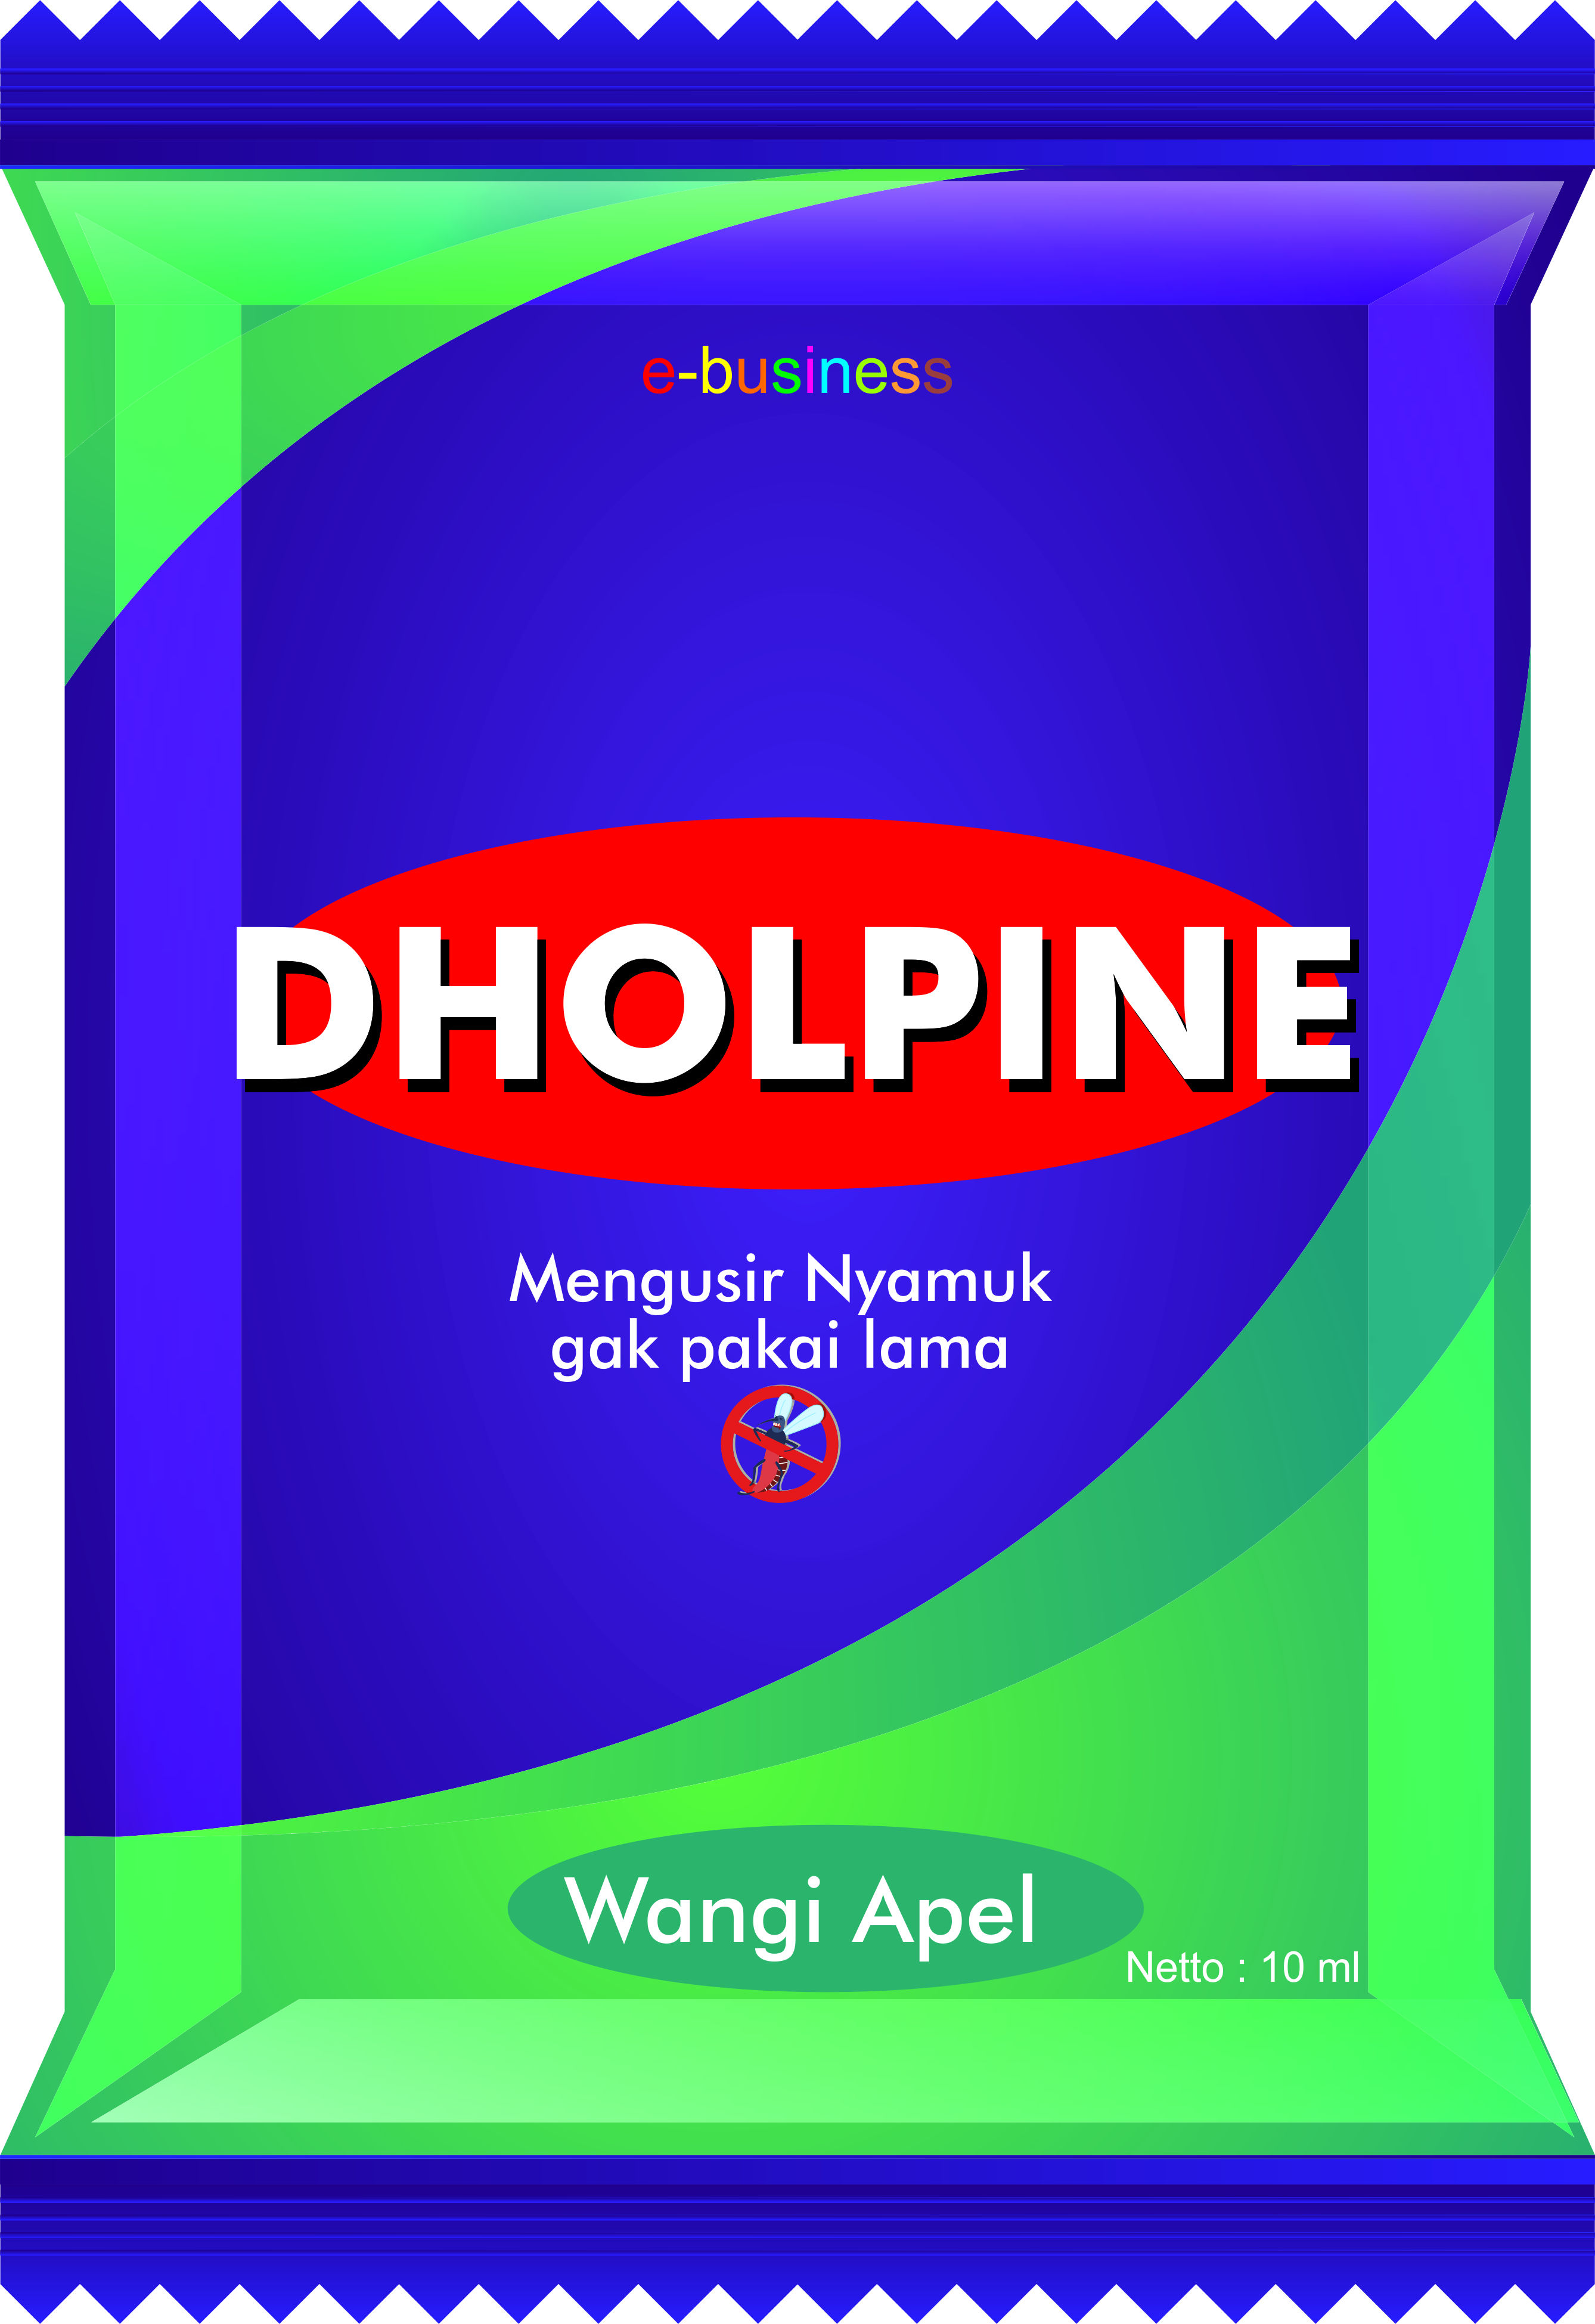 e-business
DHOLPINE
Mengusir Nyamuk
gak pakai lama
Wangi Apel
Netto : 10 ml